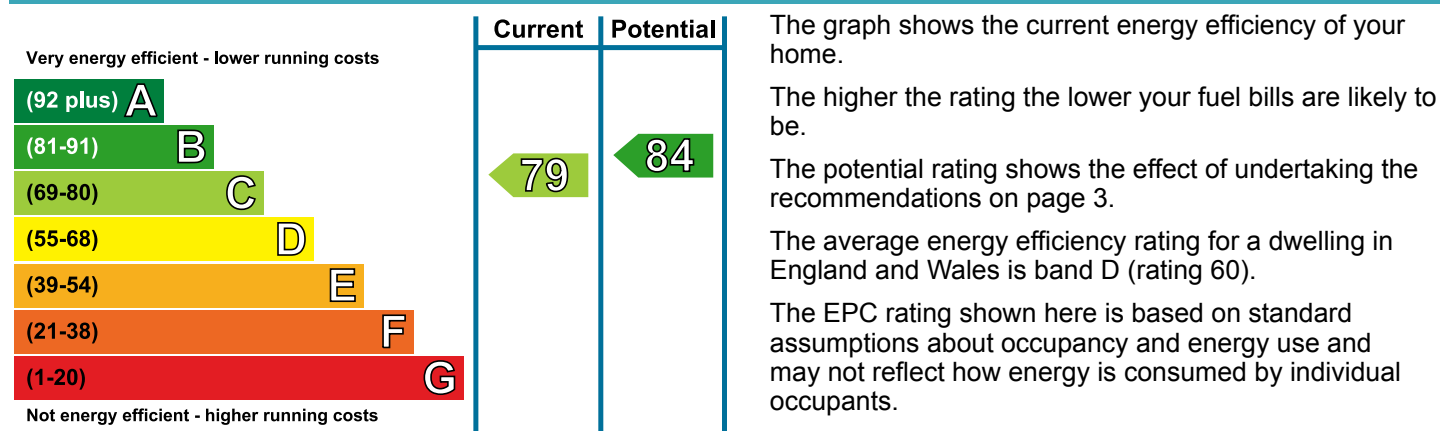 Current Potential
Very energy efficient - lower running costs
(92 plus) A
(81-91) B
(69-80) C
(55-68) D
(39-54) E
(21-38) F
(1-20) G
Not energy efficient - higher running costs
79
84
The graph shows the current energy efficiency of your
home.
The higher the rating the lower your fuel bills are likely to
be.
The potential rating shows the effect of undertaking the
recommendations on page 3.
The average energy efficiency rating for a dwelling in
England and Wales is band D (rating 60).
The EPC rating shown here is based on standard
assumptions about occupancy and energy use and
may not reflect how energy is consumed by individual
occupants.